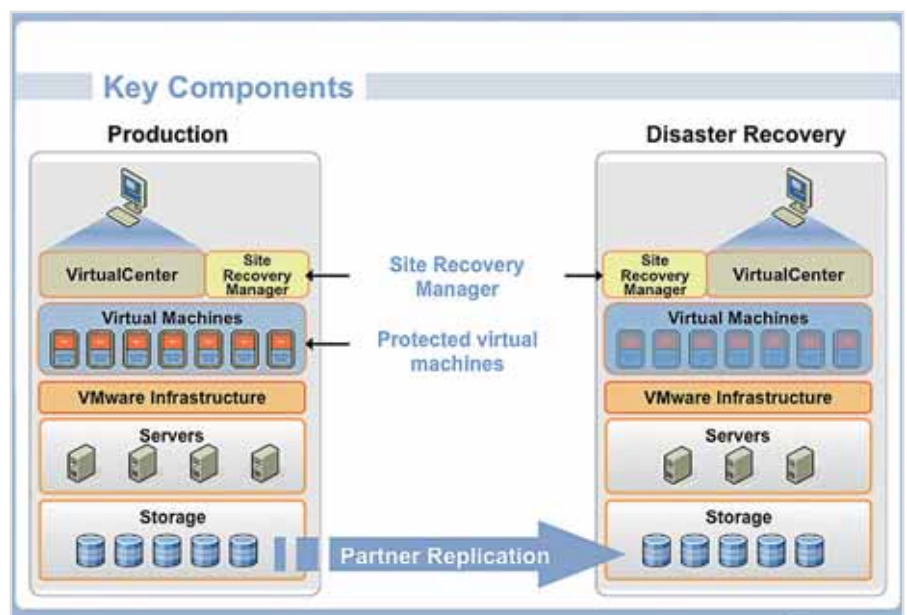 Key Components
Production
Disaster Recovery
VirtualCenter
Site
Recovery
Manager
Site Recovery
Manager
Site
Recovery
Manager
VirtualCenter
Virtual Machines
Protected virtual
machines
Virtual Machines
VMware Infrastructure
VMware Infrastructure
Servers
Servers
Storage
Storage
Partner Replication